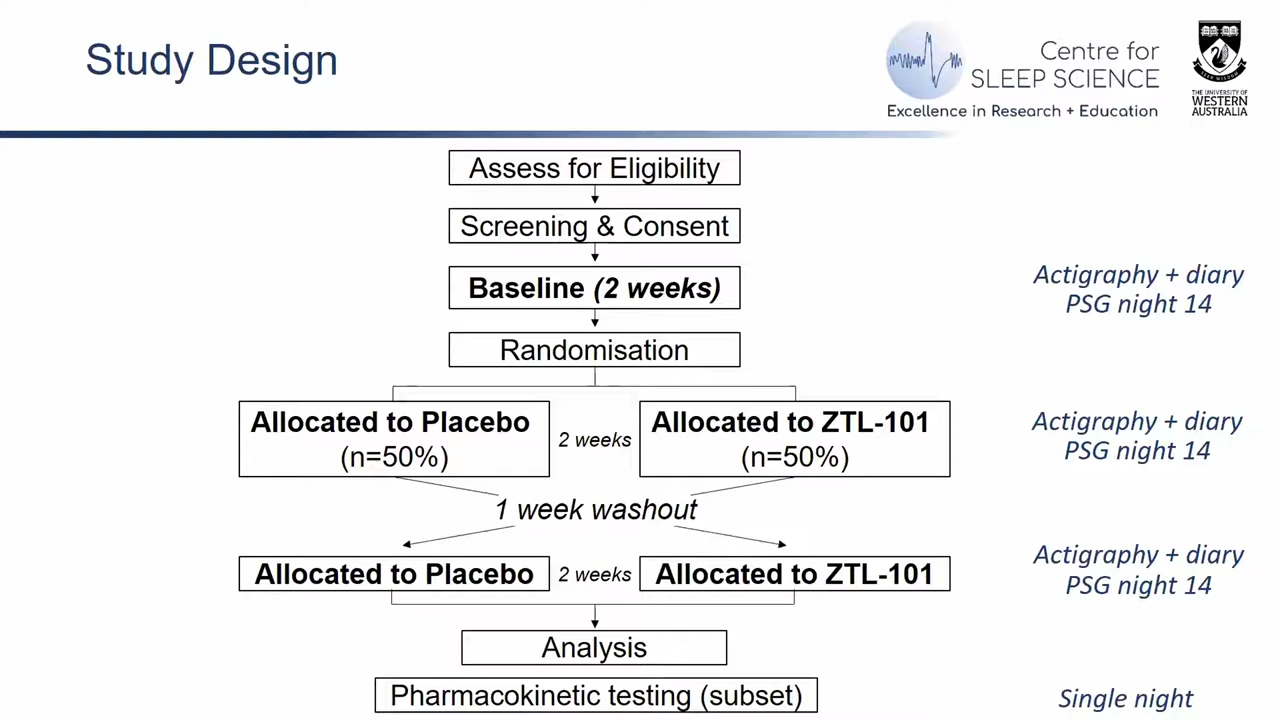 Study Design
Centre for
SLEEP SCIENCE
Excellence in Research + Education
THE UNIVERSITY OF
WESTERN
AUSTRALIA
Assess for Eligibility
Screening & Consent
Baseline (2 weeks)
Actigraphy + diary
PSG night 14
Randomisation
Allocated to Placebo
(n=50%)
2 weeks
Allocated to ZTL-101
(n=50%)
Actigraphy + diary
PSG night 14
1 week washout
Allocated to Placebo
2 weeks
Allocated to ZTL-101
Actigraphy + diary
PSG night 14
Analysis
Pharmacokinetic testing (subset)
Single night